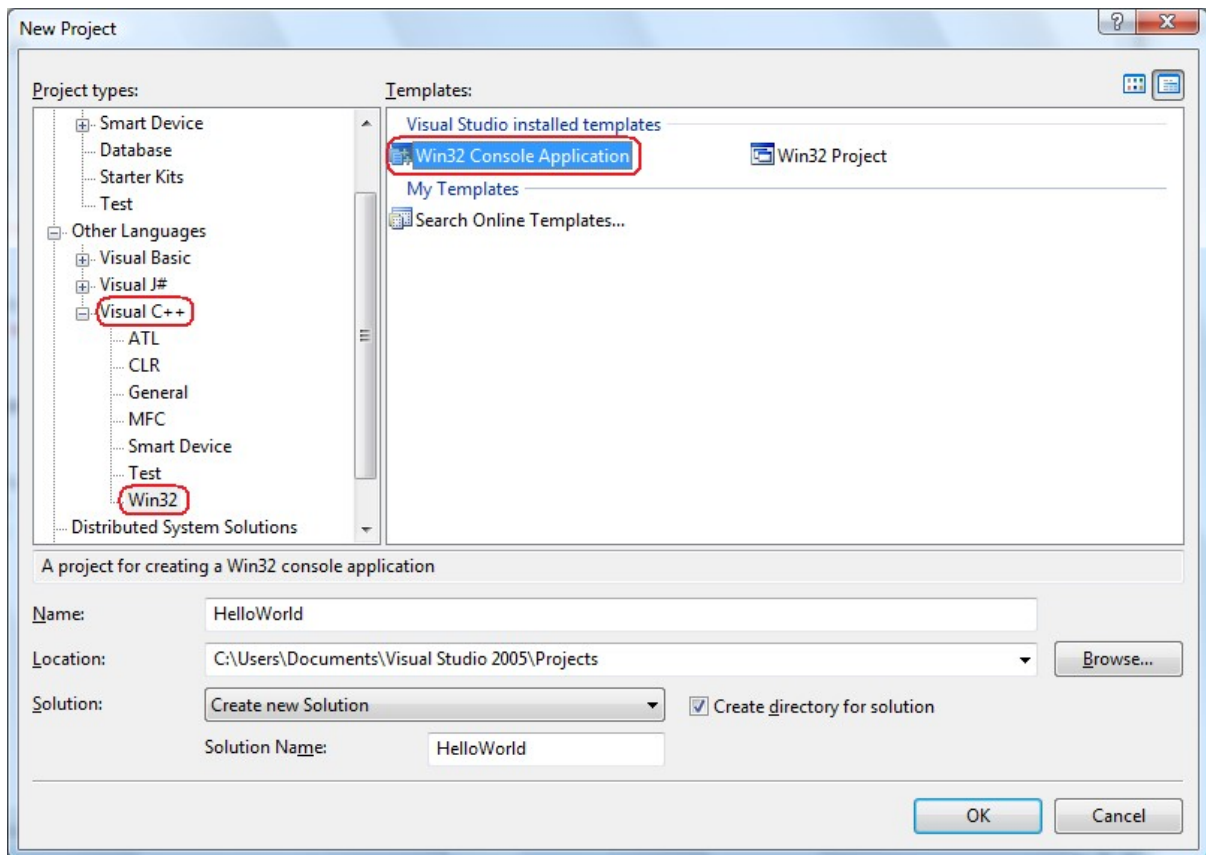 New Project
Project types:
Templates:
Smart Device
Database
Starter Kits
Test
Other Languages
Visual Basic
Visual J#
Visual C++
ATL
CLR
General
MFC
Smart Device
Test
Win32
Distributed System Solutions
Visual Studio installed templates
Win32 Console Application
Win32 Project
My Templates
Search Online Templates...
A project for creating a Win32 console application
Name: HelloWorld
Location: C:\Users\Documents\Visual Studio 2005\Projects Browse...
Solution: Create new Solution Create directory for solution
Solution Name: HelloWorld
OK Cancel